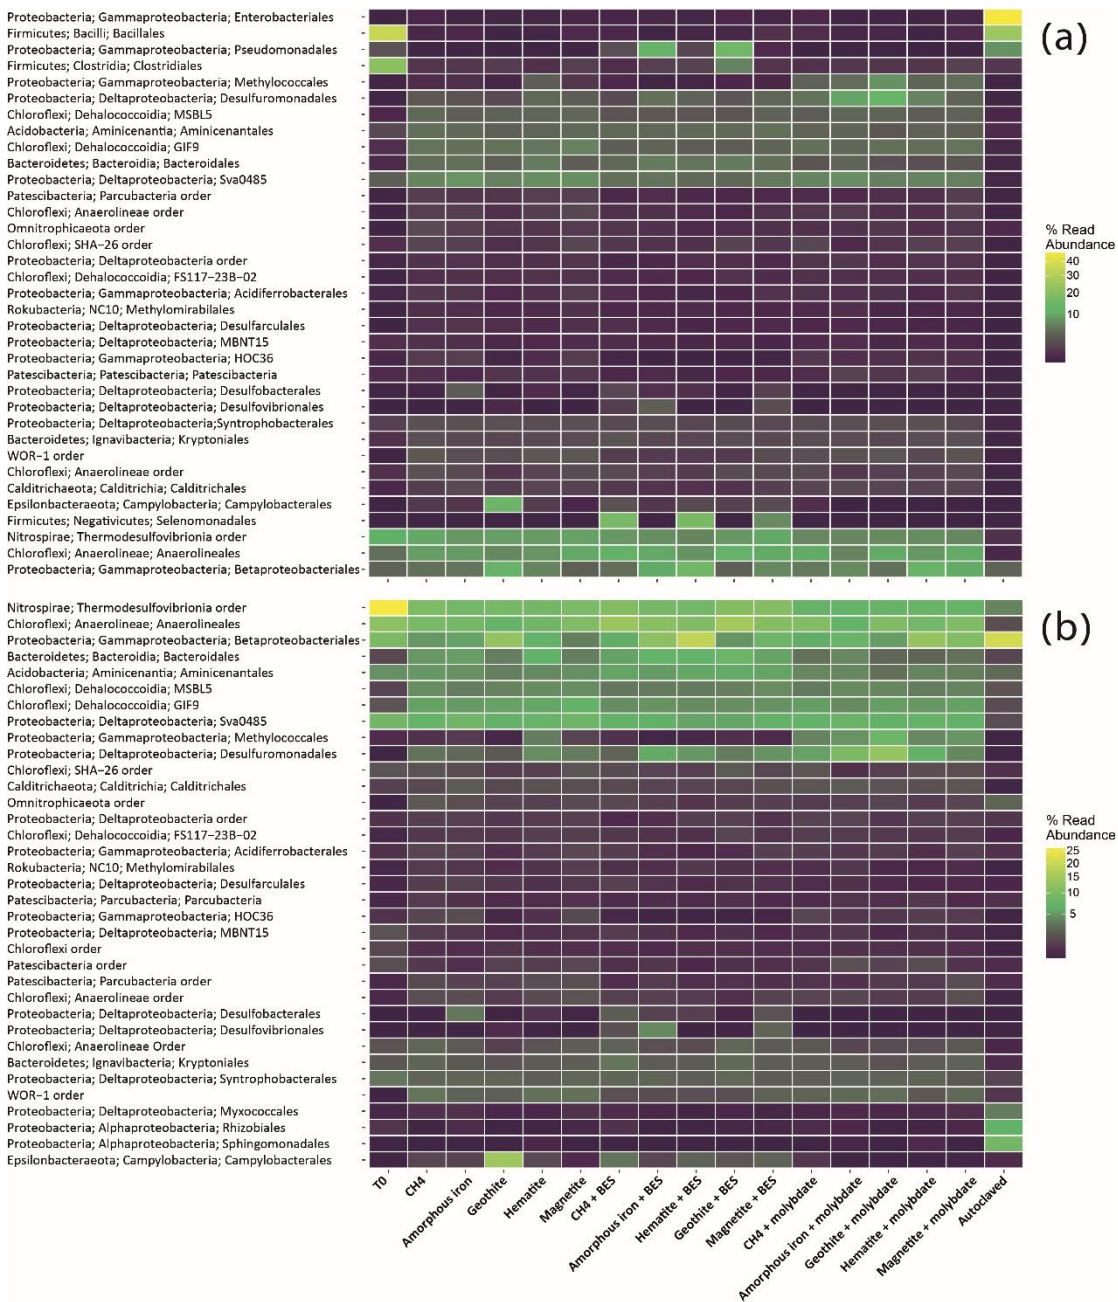 Proteobacteria; Gammaproteobacteria; Enterobacteriales
Firmicutes; Bacilli; Bacillales
Proteobacteria; Gammaproteobacteria; Pseudomonadales
Firmicutes; Clostridia; Clostridiales
Proteobacteria; Gammaproteobacteria; Methylococcales
Proteobacteria; Deltaproteobacteria; Desulfuromonadales
Chloroflexi; Dehalococcoidia; MSBL5
Acidobacteria; Aminicenantia; Aminicenantales
Chloroflexi; Dehalococcoidia; GIF9
Bacteroidetes; Bacteroidia; Bacteroidales
Proteobacteria; Deltaproteobacteria; Sva0485
Patescibacteria; Parcubacteria order
Chloroflexi; Anaerolineae order
Omnitrophicaeota order
Chloroflexi; SHA−26 order
Proteobacteria; Deltaproteobacteria order
Chloroflexi; Dehalococcoidia; FS117−23B−02
Proteobacteria; Gammaproteobacteria; Acidiferrobacterales
Rokubacteria; NC10; Methylomirabilales
Proteobacteria; Deltaproteobacteria; Desulfarculales
Proteobacteria; Deltaproteobacteria; MBNT15
Proteobacteria; Gammaproteobacteria; HOC36
Patescibacteria; Patescibacteria; Patescibacteria
Proteobacteria; Deltaproteobacteria; Desulfobacterales
Proteobacteria; Deltaproteobacteria; Desulfovibrionales
Proteobacteria; Deltaproteobacteria;Syntrophobacterales
Bacteroidetes; Ignavibacteria; Kryptoniales
WOR−1 order
Chloroflexi; Anaerolineae order
Calditrichaeota; Calditrichia; Calditrichales
Epsilonbacteraeota; Campylobacteria; Campylobacterales
Firmicutes; Negativicutes; Selenomonadales
Nitrospirae; Thermodesulfovibrionia order
Chloroflexi; Anaerolineae; Anaerolineales
Proteobacteria; Gammaproteobacteria; Betaproteobacteriales
(a)
% Read
Abundance
40
30
20
10
Nitrospirae; Thermodesulfovibrionia order
Chloroflexi; Anaerolineae; Anaerolineales
Proteobacteria; Gammaproteobacteria; Betaproteobacteriales
Bacteroidetes; Bacteroidia; Bacteroidales
Acidobacteria; Aminicenantia; Aminicenantales
Chloroflexi; Dehalococcoidia; MSBL5
Chloroflexi; Dehalococcoidia; GIF9
Proteobacteria; Deltaproteobacteria; Sva0485
Proteobacteria; Gammaproteobacteria; Methylococcales
Proteobacteria; Deltaproteobacteria; Desulfuromonadales
Chloroflexi; SHA−26 order
Calditrichaeota; Calditrichia; Calditrichales
Omnitrophicaeota order
Proteobacteria; Deltaproteobacteria order
Chloroflexi; Dehalococcoidia; FS117−23B−02
Proteobacteria; Gammaproteobacteria; Acidiferrobacterales
Rokubacteria; NC10; Methylomirabilales
Proteobacteria; Deltaproteobacteria; Desulfarculales
Patescibacteria; Parcubacteria; Parcubacteria
Proteobacteria; Gammaproteobacteria; HOC36
Proteobacteria; Deltaproteobacteria; MBNT15
Chloroflexi order
Patescibacteria order
Patescibacteria; Parcubacteria order
Chloroflexi; Anaerolineae order
Proteobacteria; Deltaproteobacteria; Desulfobacterales
Proteobacteria; Deltaproteobacteria; Desulfovibrionales
Chloroflexi; Anaerolineae Order
Bacteroidetes; Ignavibacteria; Kryptoniales
Proteobacteria; Deltaproteobacteria; Syntrophobacterales
WOR−1 order
Proteobacteria; Deltaproteobacteria; Myxococcales
Proteobacteria; Alphaproteobacteria; Rhizobiales
Proteobacteria; Alphaproteobacteria; Sphingomonadales
Epsilonbacteraeota; Campylobacteria; Campylobacterales
(b)
% Read
Abundance
25
20
15
10
5
T0
CH4
Amorphous iron
Geothite
Hematite
Magnetite
CH4 + BES
Amorphous iron + BES
Hematite + BES
Geothite + BES
Magnetite + BES
CH4 + molybdate
Amorphous iron + molybdate
Geothite + molybdate
Hematite + molybdate
Magnetite + molybdate
Autoclaved